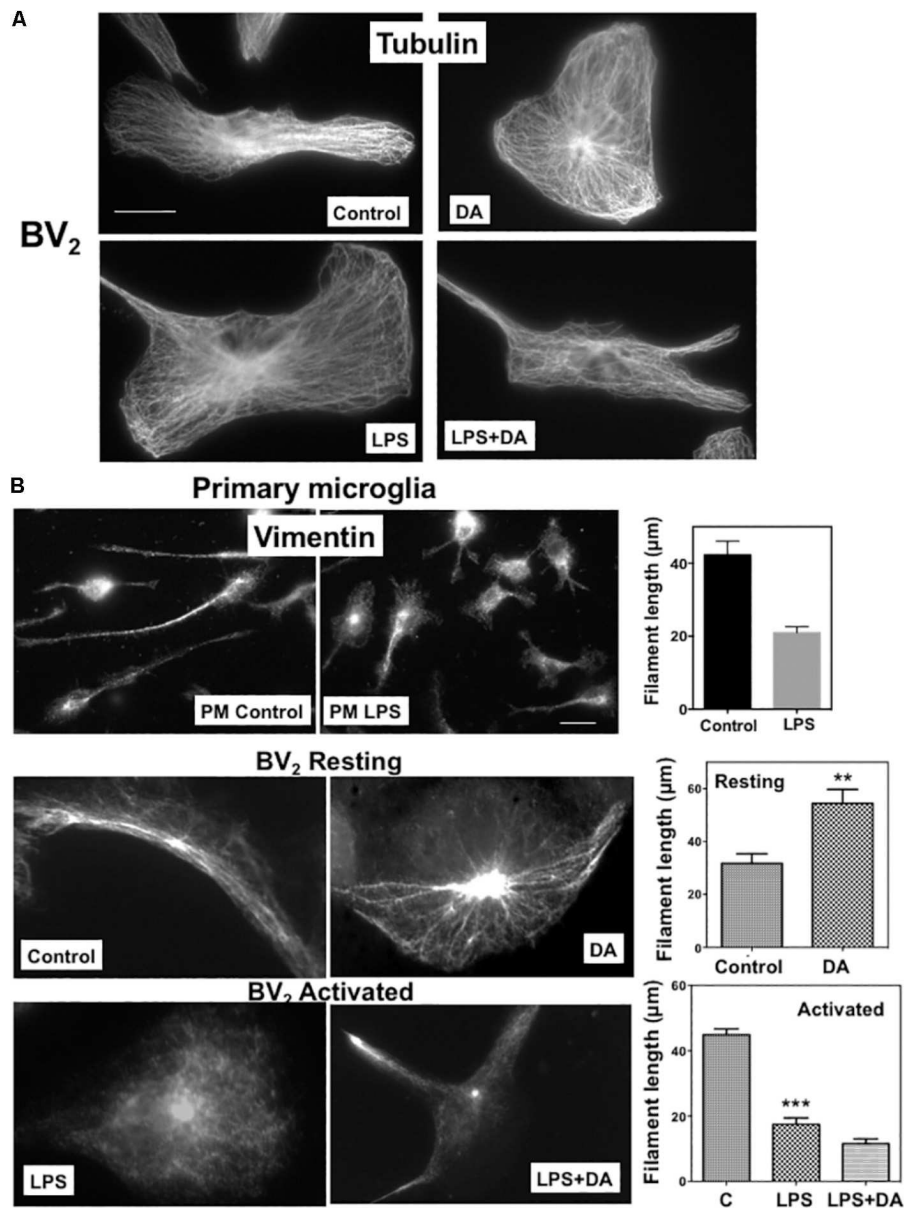 A
Tubulin
Control
DA
BV2
LPS
LPS+DA
B
Primary microglia
Vimentin
PM Control
PM LPS
Filament length (µm)
40
20
0
Control
LPS
BV2 Resting
Control
DA
Filament length (µm)
Resting
**
60
40
20
0
Control
DA
BV2 Activated
LPS
LPS+DA
Filament length (µm)
Activated
***
60
40
20
0
C
LPS
LPS+DA